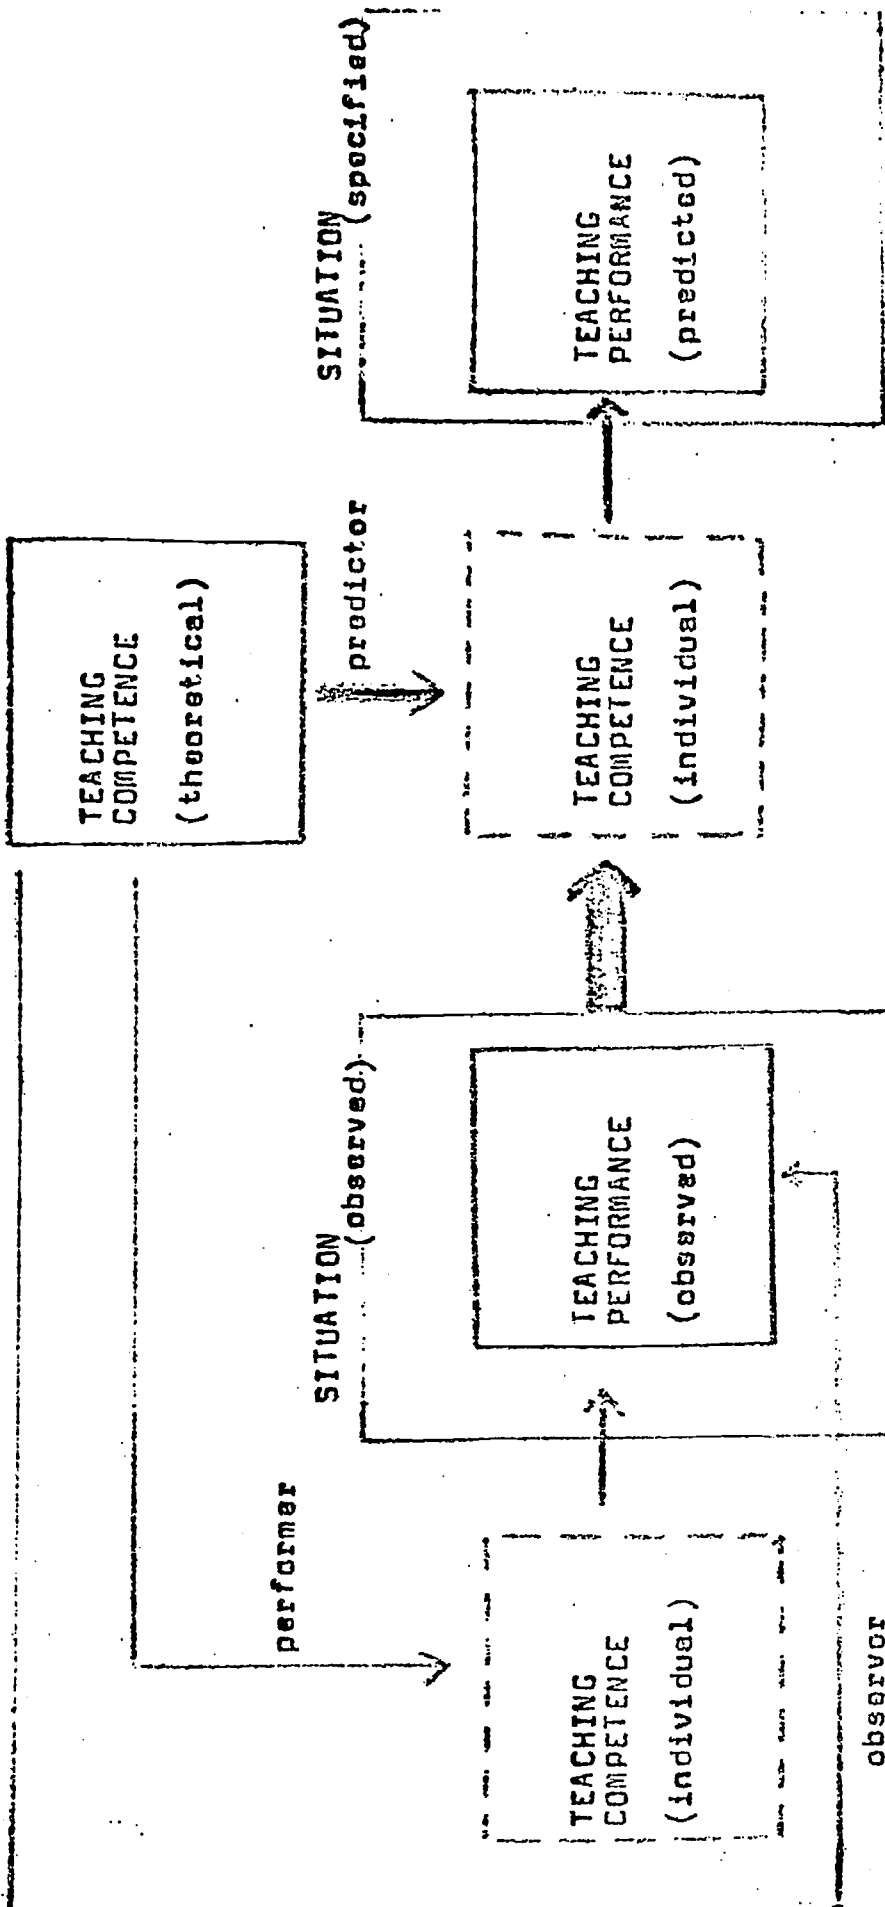 TEACHING
COMPETENCE
(theoretical)
performer
predictor
SITUATION
(observed)
SITUATION
(specified)
TEACHING
COMPETENCE
(individual)
TEACHING
PERFORMANCE
(observed)
TEACHING
COMPETENCE
(individual)
TEACHING
PERFORMANCE
(predicted)
observer